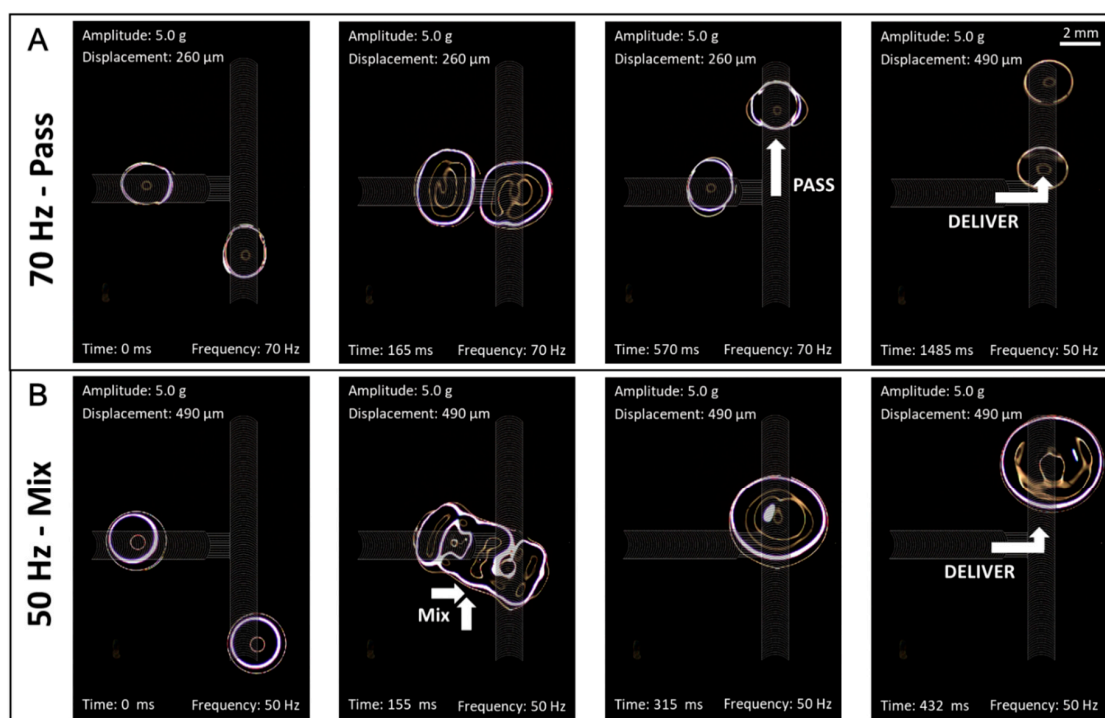 A
70 Hz - Pass
Amplitude: 5.0 g
Displacement: 260 µm
Time: 0 ms Frequency: 70 Hz
Amplitude: 5.0 g
Displacement: 260 µm
Time: 165 ms Frequency: 70 Hz
Amplitude: 5.0 g
Displacement: 260 µm
PASS
Time: 570 ms Frequency: 70 Hz
Amplitude: 5.0 g
2 mm
Displacement: 490 µm
DELIVER
Time: 1485 ms Frequency: 50 Hz
B
50 Hz - Mix
Amplitude: 5.0 g
Displacement: 490 µm
Time: 0 ms Frequency: 50 Hz
Amplitude: 5.0 g
Displacement: 490 µm
Mix
Time: 155 ms Frequency: 50 Hz
Amplitude: 5.0 g
Displacement: 490 µm
Time: 315 ms Frequency: 50 Hz
Amplitude: 5.0 g
Displacement: 490 µm
DELIVER
Time: 432 ms Frequency: 50 Hz